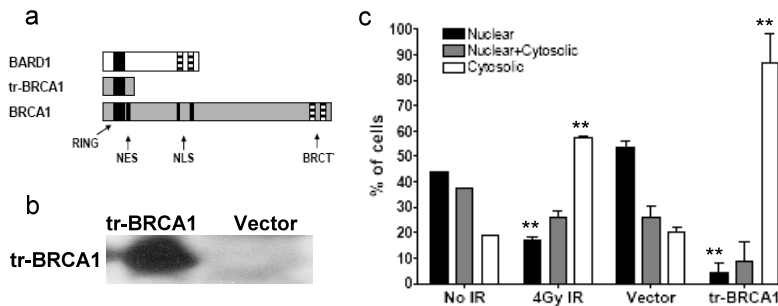 a
BARD1
tr-BRCA1
BRCA1
RING
NES
NLS
BRCT'
b
tr-BRCA1 Vector
tr-BRCA1
c
Nuclear
Nuclear+Cytosolic
Cytosolic
% of cells
100
90
80
70
60
50
40
30
20
10
0
**
**
**
**
No IR 4Gy IR Vector tr-BRCA1